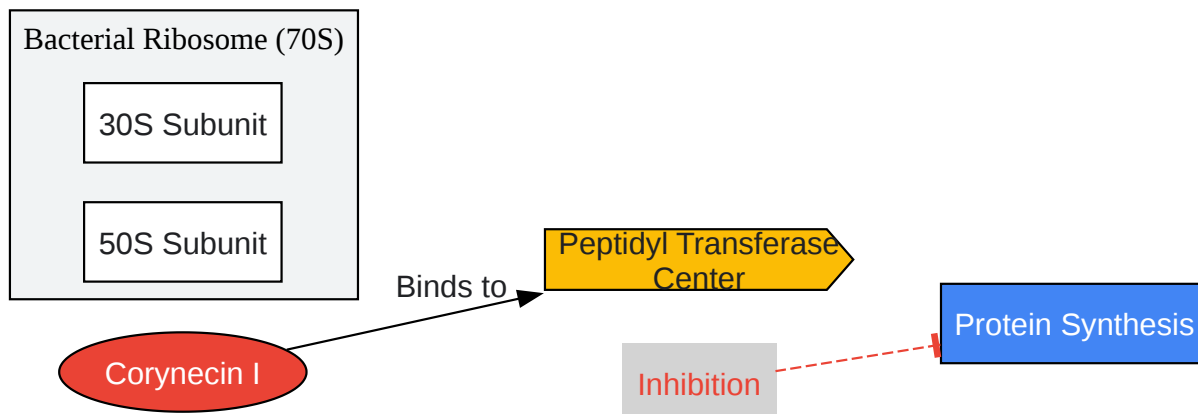 Bacterial Ribosome (70S)
30S Subunit
50S Subunit
Peptidyl Transferase
Center
Binds to
Protein Synthesis
Corynecin I
Inhibition